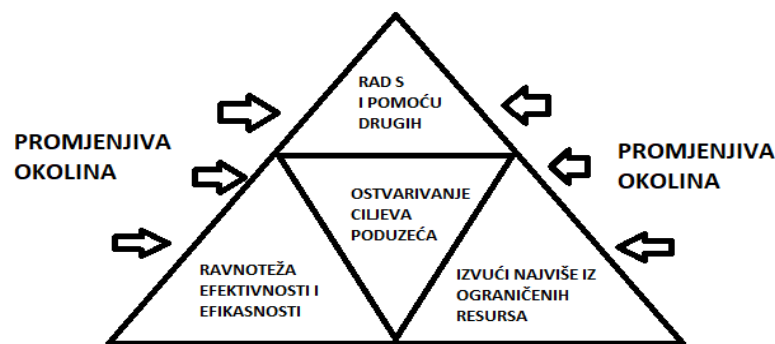 RAD S
I POMOĆU
DRUGIH
PROMJENJIVA
OKOLINA
PROMJENJIVA
OKOLINA
OSTVARIVANJE
CILJEVA
PODUZEĆA
RAVNOTEŽA
EFEKTIVNOSTI I
EFIKASNOSTI
IZVUĆI NAJVIŠE IZ
OGRANIČENIH
RESURSA